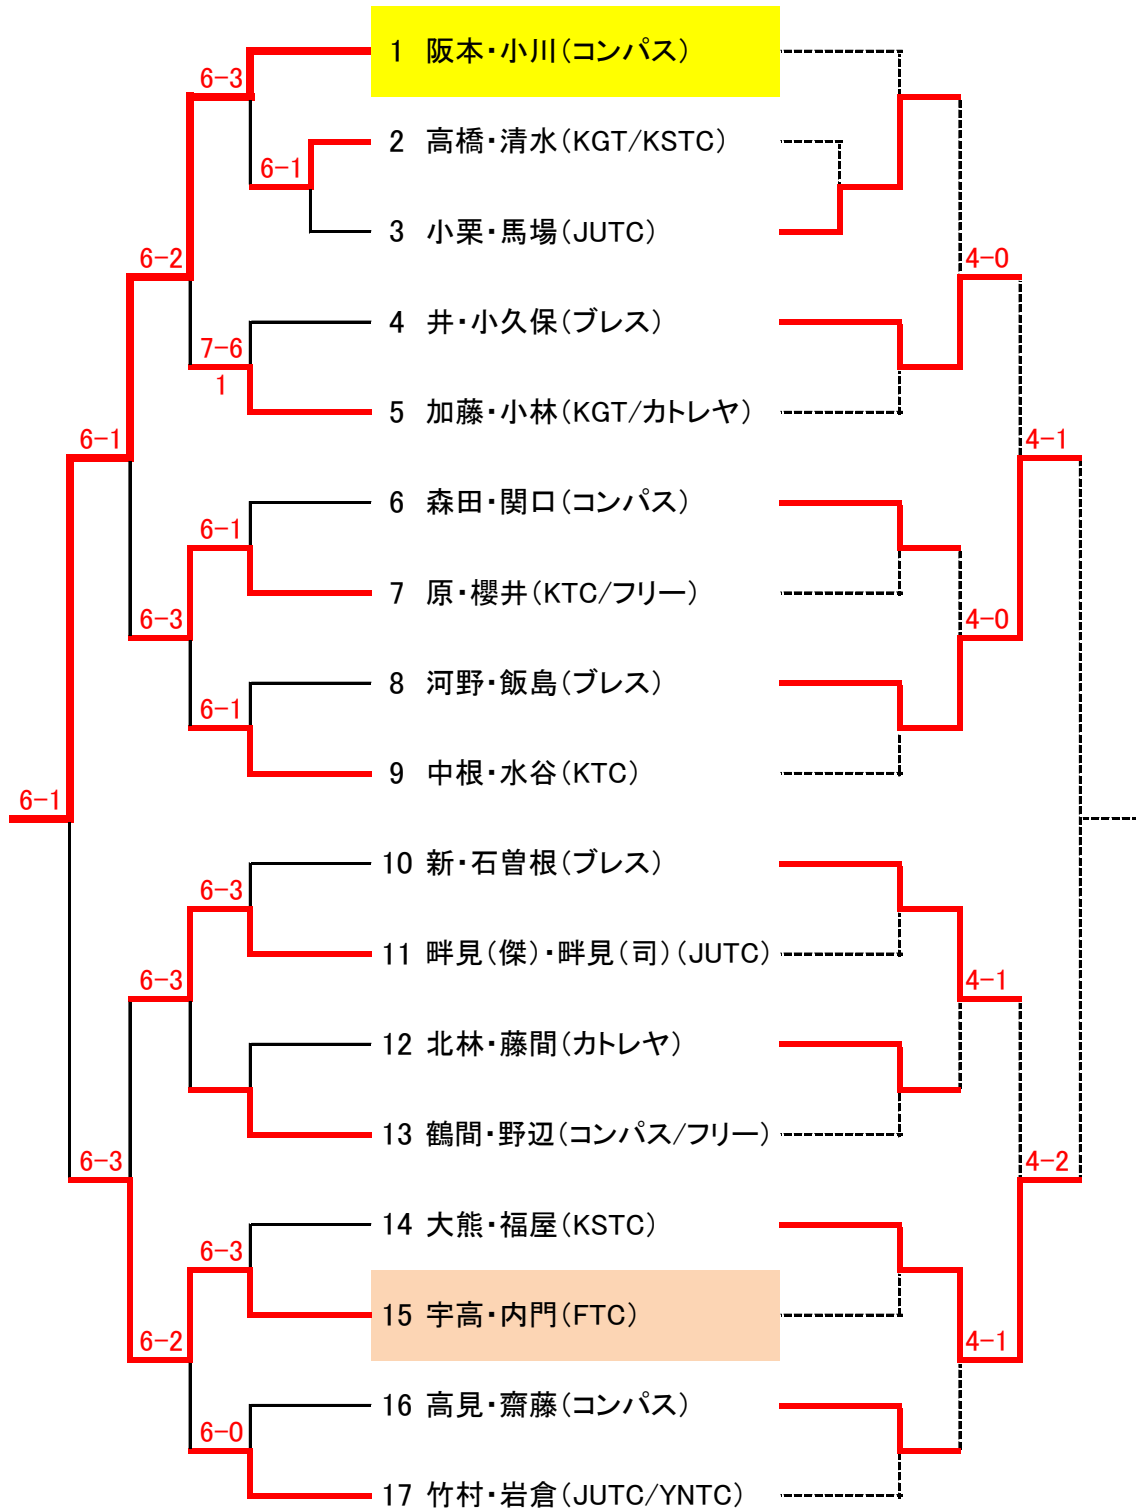 1 阪本・小川(コンパス)
6-3
2 高橋・清水(KGT/KSTC)
6-1
3 小栗・馬場(JUTC)
6-2
4-0
4 井・小久保(ブレス)
7-6
1
5 加藤・小林(KGT/カトレヤ)
6-1
4-1
6 森田・関口(コンパス)
6-1
7 原・櫻井(KTC/フリー)
6-3
4-0
8 河野・飯島(ブレス)
6-1
9 中根・水谷(KTC)
6-1
10 新・石曽根(ブレス)
6-3
11 畔見(傑)・畔見(司)(JUTC)
6-3
4-1
12 北林・藤間(カトレヤ)
13 鶴間・野辺(コンパス/フリー)
6-3
4-2
14 大熊・福屋(KSTC)
6-3
15 宇高・内門(FTC)
6-2
4-1
16 高見・齋藤(コンパス)
6-0
17 竹村・岩倉(JUTC/YNTC)